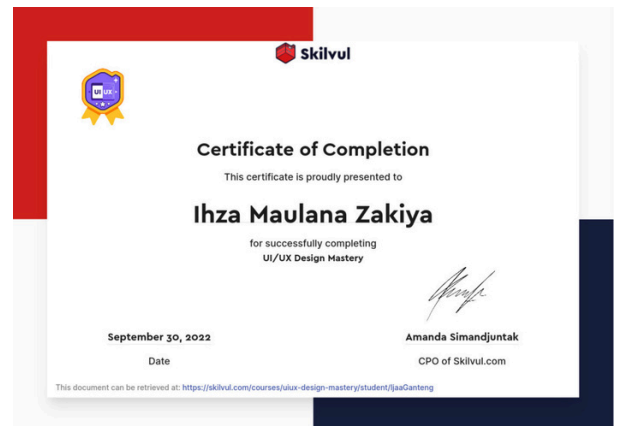 Skilvul
UI UX
Certificate of Completion
This certificate is proudly presented to
Ihza Maulana Zakiya
for successfully completing
UI/UX Design Mastery
September 30, 2022
Amanda Simandjuntak
Date
CPO of Skilvul.com
This document can be retrieved at: https://skilvul.com/courses/uiux-design-mastery/student/IjaaGanteng